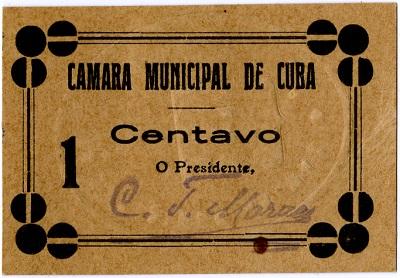 CAMARA MUNICIPAL DE CUBA
Centavo
1
O Presidente,
C. T.